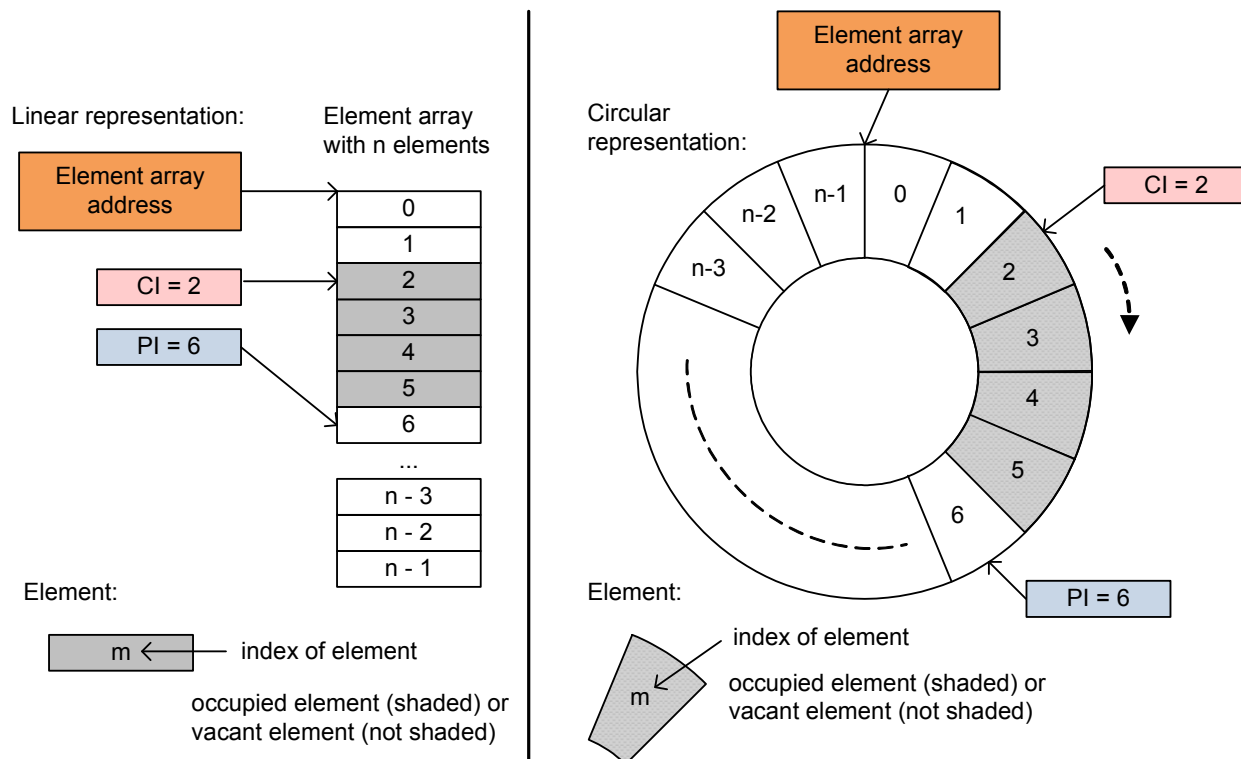 Linear representation:
Element array
with n elements
Element array
address
CI = 2
PI = 6
0
1
2
3
4
5
6
...
n - 3
n - 2
n - 1
Element:
m
index of element
occupied element (shaded) or
vacant element (not shaded)
Element array
address
Circular
representation:
CI = 2
n-3
n-2
n-1
0
1
2
3
4
5
6
PI = 6
Element:
m
index of element
occupied element (shaded) or
vacant element (not shaded)